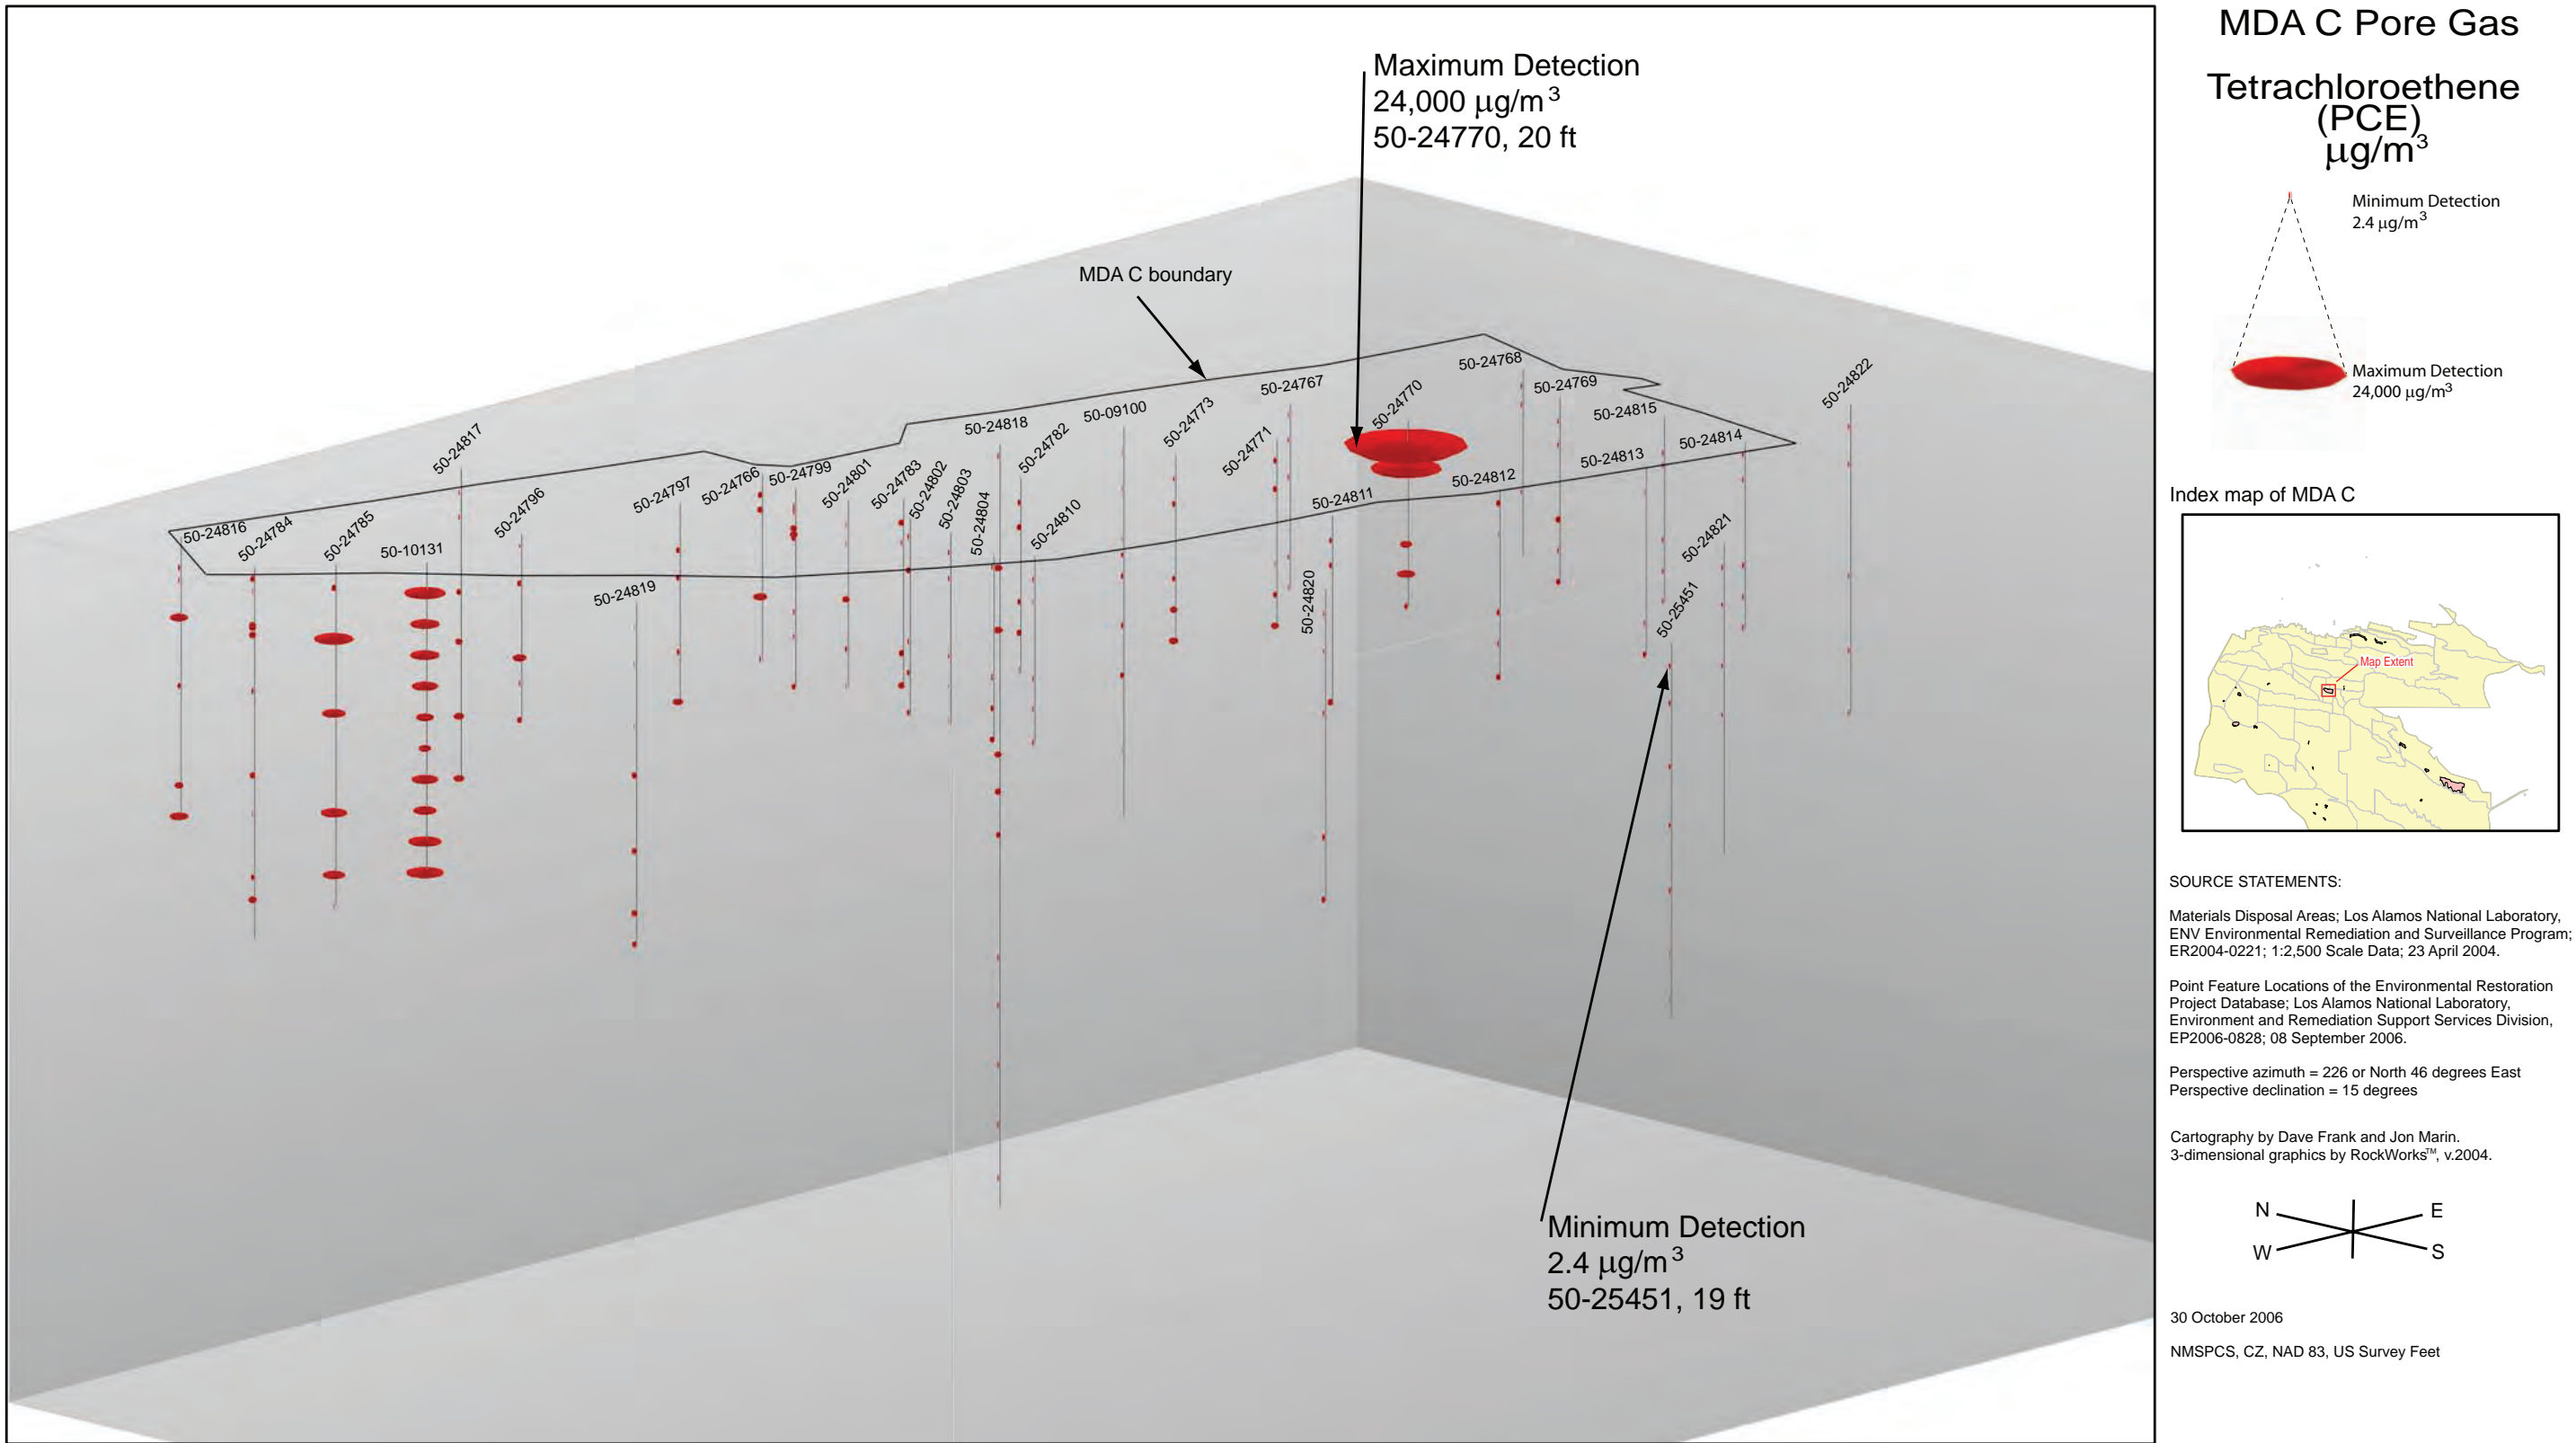 Maximum Detection
24,000 µg/m³
50-24770, 20 ft
MDA C boundary
50-24816
50-24784
50-24785
50-10131
50-24817
50-24796
50-24819
50-24797
50-24766
50-24799
50-24801
50-24783
50-24802
50-24803
50-24804
50-24818
50-24782
50-24810
50-09100
50-24773
50-24771
50-24767
50-24820
50-24811
50-24770
50-24812
50-24768
50-24769
50-24815
50-24813
50-24814
50-24821
50-25451
50-24822
Minimum Detection
2.4 µg/m³
50-25451, 19 ft
MDA C Pore Gas
Tetrachloroethene
(PCE)
µg/m³
Minimum Detection
2.4 µg/m³
Maximum Detection
24,000 µg/m³
Index map of MDA C
Map Extent
SOURCE STATEMENTS:
Materials Disposal Areas; Los Alamos National Laboratory,
ENV Environmental Remediation and Surveillance Program;
ER2004-0221; 1:2,500 Scale Data; 23 April 2004.
Point Feature Locations of the Environmental Restoration
Project Database; Los Alamos National Laboratory,
Environment and Remediation Support Services Division,
EP2006-0828; 08 September 2006.
Perspective azimuth = 226 or North 46 degrees East
Perspective declination = 15 degrees
Cartography by Dave Frank and Jon Marin.
3-dimensional graphics by RockWorks™, v.2004.
N
E
W
S
30 October 2006
NMSPCS, CZ, NAD 83, US Survey Feet